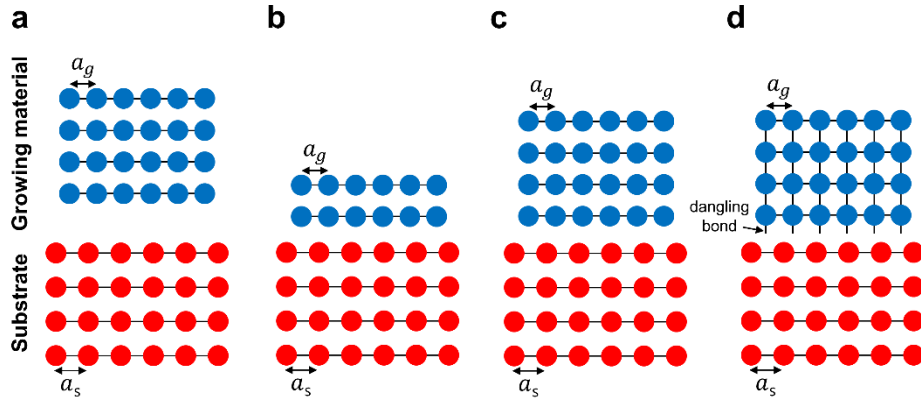 a
b
c
d
Growing material
Substrate
a_g
a_g
a_g
a_g
dangling
bond
a_s
a_s
a_s
a_s